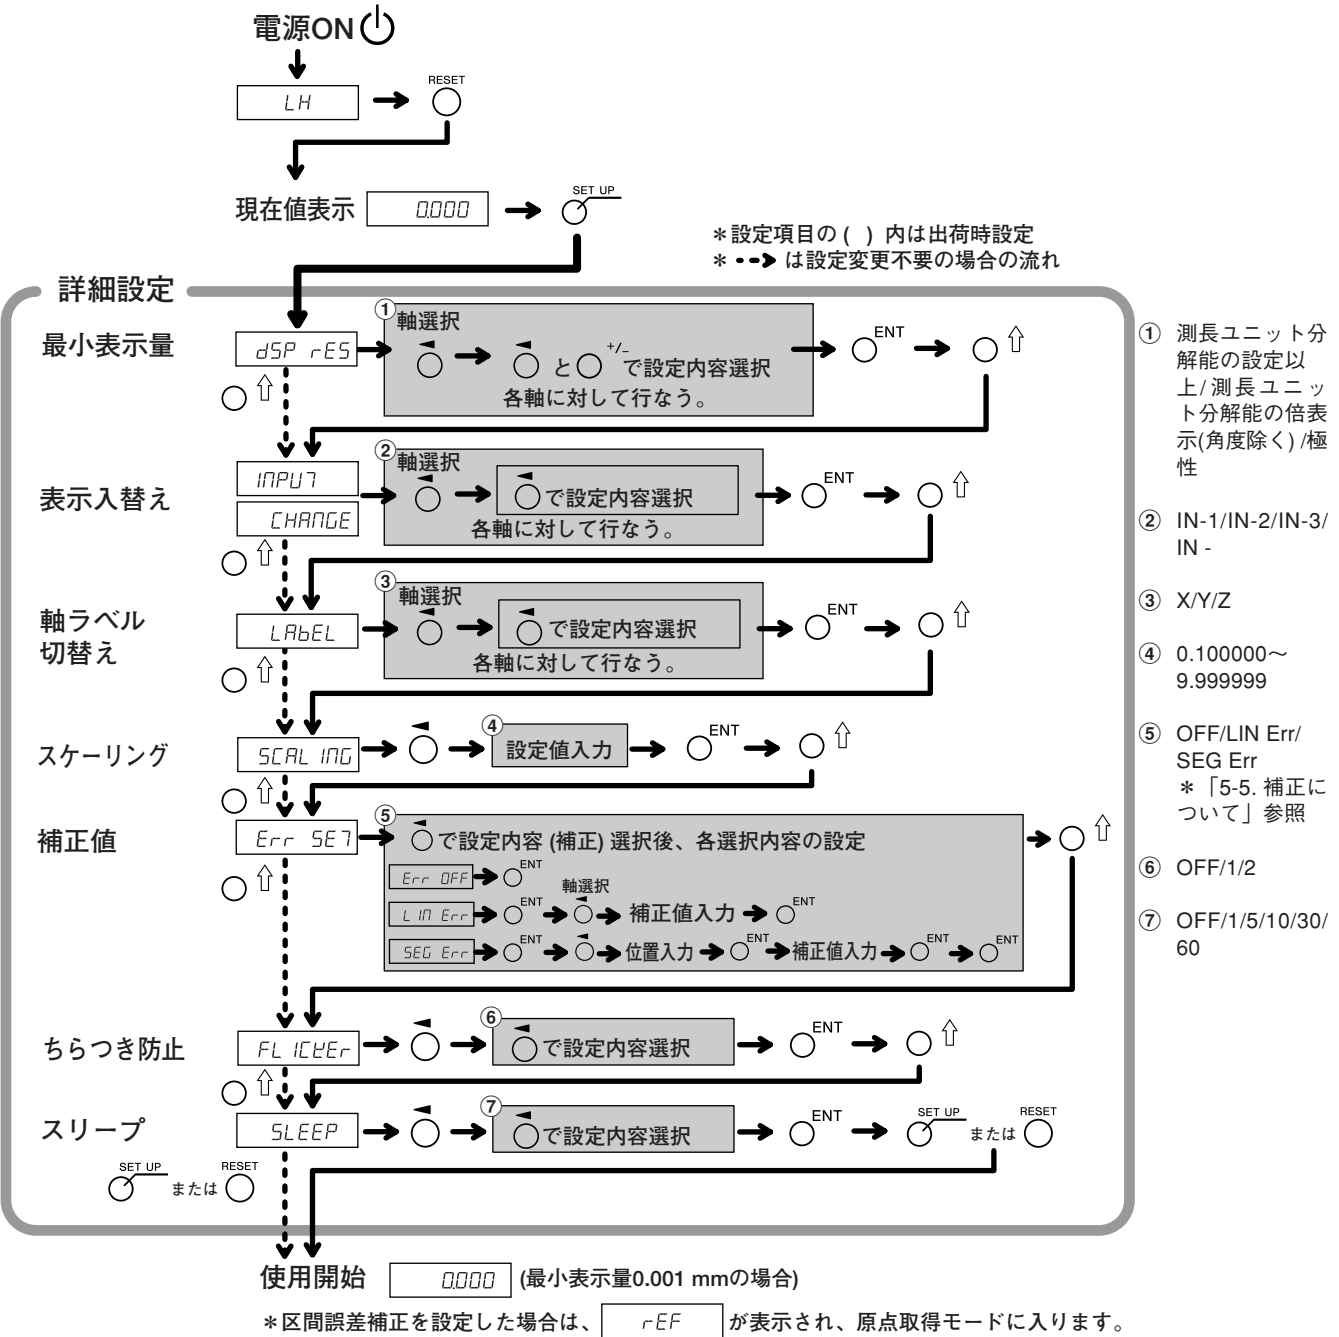 電源ON
LH
RESET
現在値表示
0.000
SET UP
＊設定項目の ( ) 内は出荷時設定
＊ は設定変更不要の場合の流れ
詳細設定
最小表示量
dSP rES
① 軸選択
と
+/-
で設定内容選択
各軸に対して行なう。
ENT
表示入替え
INPUT
CHANGE
② 軸選択
で設定内容選択
各軸に対して行なう。
ENT
軸ラベル
切替え
LAbEL
③ 軸選択
で設定内容選択
各軸に対して行なう。
ENT
スケーリング
SCALING
④ 設定値入力
ENT
補正値
Err SET
⑤ で設定内容 (補正) 選択後、各選択内容の設定
Err OFF
ENT
LIN Err
ENT
軸選択
補正値入力
ENT
SEG Err
ENT
位置入力
ENT
補正値入力
ENT
ENT
ちらつき防止
FLICKEr
⑥ で設定内容選択
ENT
スリープ
SLEEP
⑦ で設定内容選択
ENT
SET UP
または
RESET
SET UP
または
RESET
使用開始
0.000
(最小表示量0.001 mmの場合)
＊区間誤差補正を設定した場合は、 rEF が表示され、原点取得モードに入ります。
① 測長ユニット分
解能の設定以
上/測長ユニッ
ト分解能の倍表
示(角度除く) /極
性
② IN-1/IN-2/IN-3/
IN -
③ X/Y/Z
④ 0.100000〜
9.999999
⑤ OFF/LIN Err/
SEG Err
＊「5-5. 補正に
ついて」参照
⑥ OFF/1/2
⑦ OFF/1/5/10/30/
60